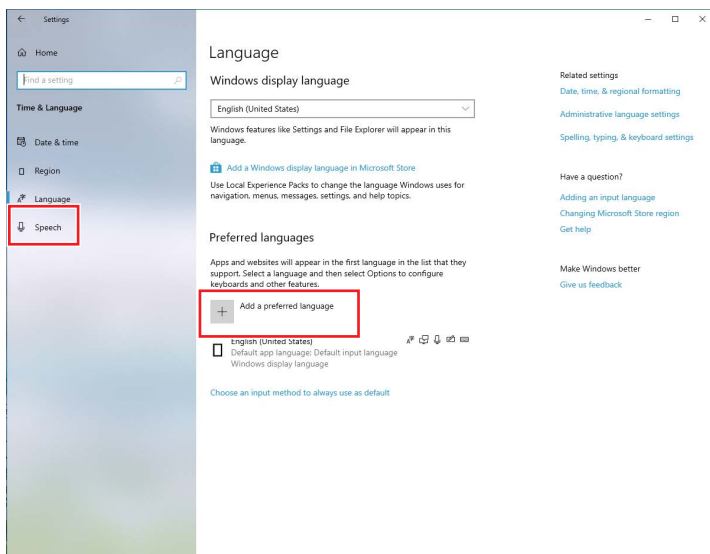 Settings
Home
Find a setting
Time & Language
Date & time
Region
Language
Speech
Language
Windows display language
English (United States)
Windows features like Settings and File Explorer will appear in this
language.
Add a Windows display language in Microsoft Store
Use Local Experience Packs to change the language Windows uses for
navigation, menus, messages, settings, and help topics.
Preferred languages
Apps and websites will appear in the first language in the list that they
support. Select a language and then select Options to configure
keyboards and other features.
Add a preferred language
English (United States)
Default app language; Default input language
Windows display language
Choose an input method to always use as default
Related settings
Date, time, & regional formatting
Administrative language settings
Spelling, typing, & keyboard settings
Have a question?
Adding an input language
Changing Microsoft Store region
Get help
Make Windows better
Give us feedback